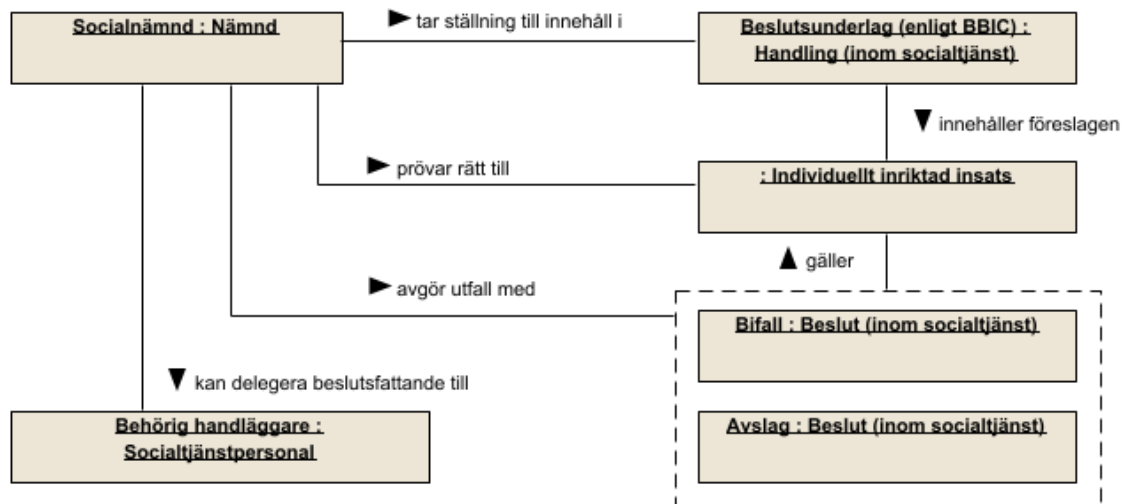 Socialnämnd : Nämnd
tar ställning till innehåll i
Beslutsunderlag (enligt BBIC) :
Handling (inom socialtjänst)
innehåller föreslagen
prövar rätt till
: Individuellt inriktad insats
gäller
avgör utfall med
Bifall : Beslut (inom socialtjänst)
kan delegera beslutsfattande till
Behörig handläggare :
Socialtjänstpersonal
Avslag : Beslut (inom socialtjänst)